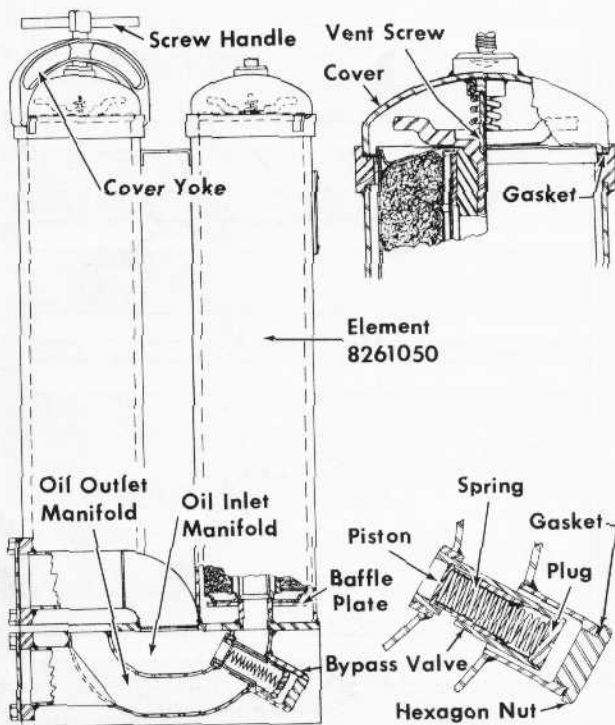 Screw Handle
Vent Screw
Cover
Cover Yoke
Gasket
Element
8261050
Oil Outlet
Manifold
Oil Inlet
Manifold
Spring
Gasket
Piston
Plug
Baffle
Plate
Bypass Valve
Hexagon Nut